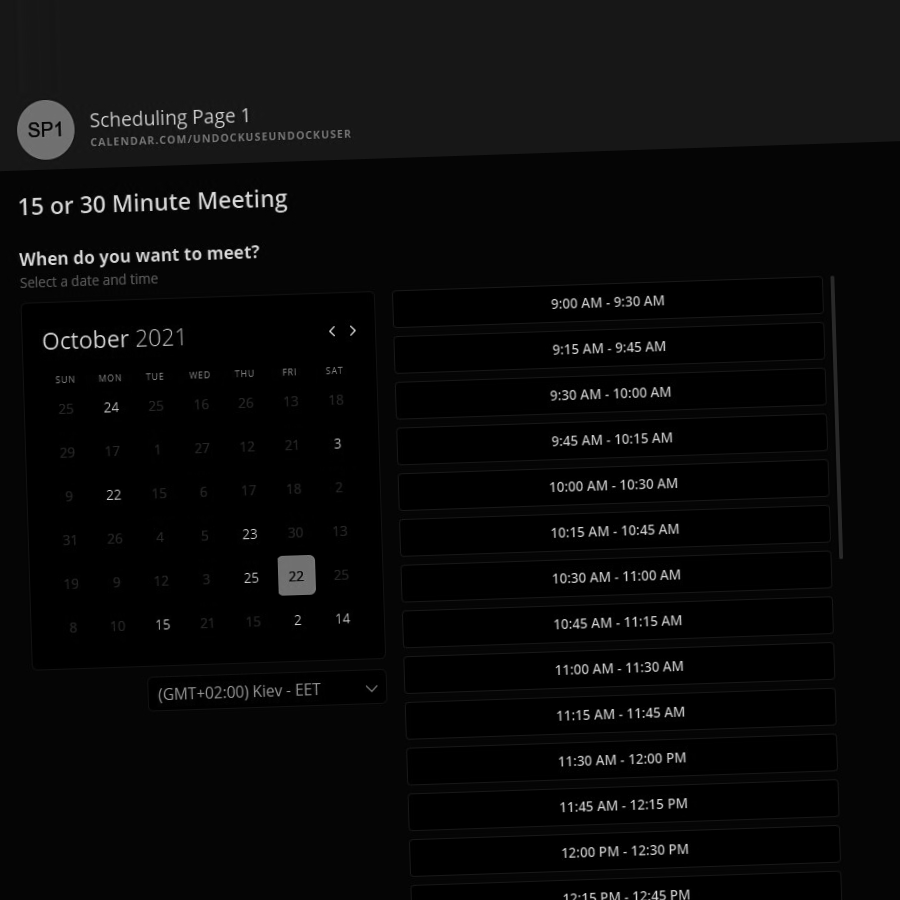 SP1
Scheduling Page 1
CALENDAR.COM/UNDOCKUSEUNDOCKUSER
15 or 30 Minute Meeting
When do you want to meet?
Select a date and time
October 2021
SUN MON TUE WED THU FRI SAT
25 24 25 16 26 13 18
29 17 1 27 12 21 3
9 22 15 6 17 18 2
31 26 4 5 23 30 13
19 9 12 3 25 22 25
8 10 15 21 15 2 14
(GMT+02:00) Kiev - EET
9:00 AM - 9:30 AM
9:15 AM - 9:45 AM
9:30 AM - 10:00 AM
9:45 AM - 10:15 AM
10:00 AM - 10:30 AM
10:15 AM - 10:45 AM
10:30 AM - 11:00 AM
10:45 AM - 11:15 AM
11:00 AM - 11:30 AM
11:15 AM - 11:45 AM
11:30 AM - 12:00 PM
11:45 AM - 12:15 PM
12:00 PM - 12:30 PM
12:15 PM - 12:45 PM